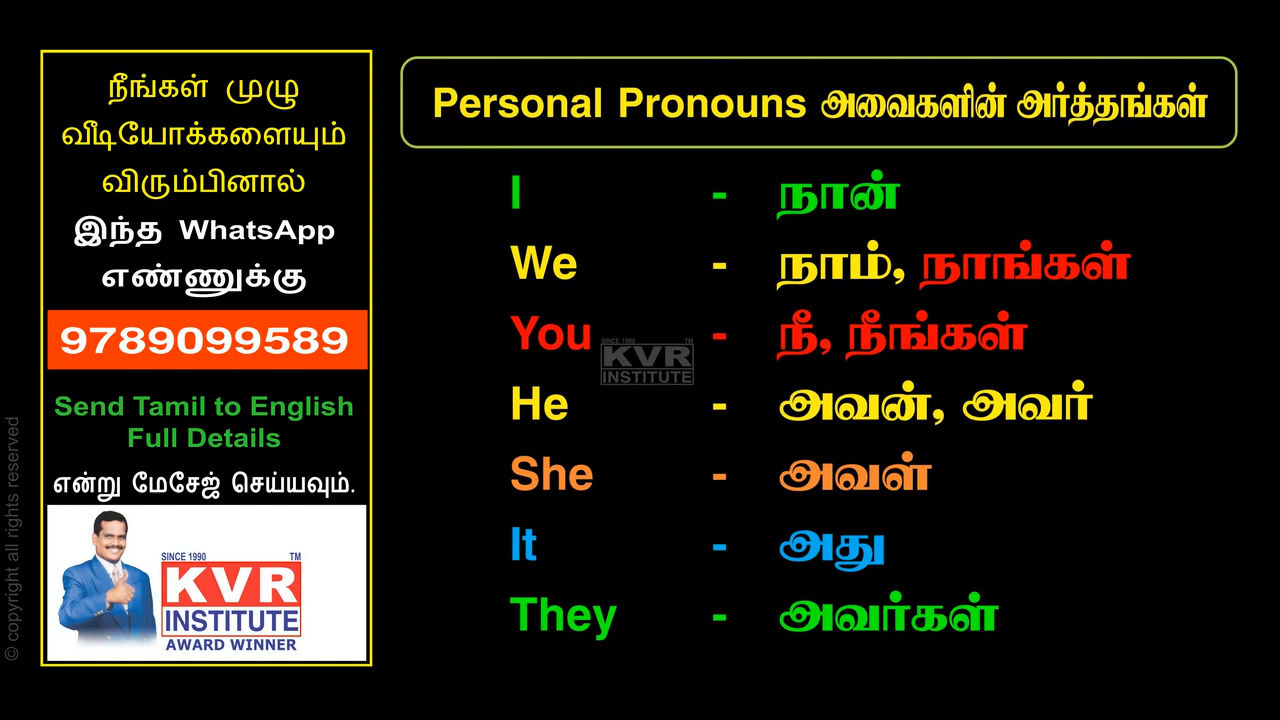 நீங்கள் முழு
வீடியோக்களையும்
விரும்பினால்
இந்த WhatsApp
எண்ணுக்கு
9789099589
Send Tamil to English
Full Details
என்று மேசேஜ் செய்யவும்.
SINCE 1990 TM
KVR
INSTITUTE
AWARD WINNER
© copyright all rights reserved
Personal Pronouns அவைகளின் அர்த்தங்கள்
I - நான்
We - நாம், நாங்கள்
You - நீ, நீங்கள்
He - அவன், அவர்
She - அவள்
It - அது
They - அவர்கள்
SINCE 1990 TM
KVR
INSTITUTE